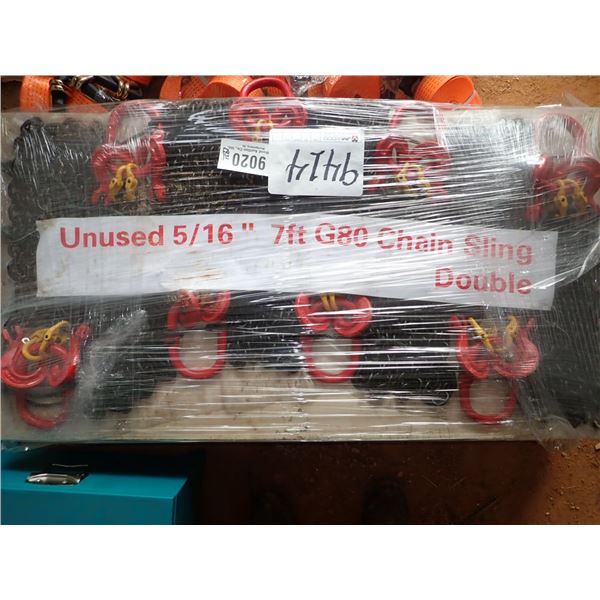 9414
9020
Unused 5/16 " 7ft G80 Chain Sling
Double